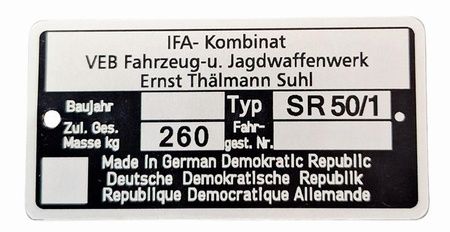 IFA- Kombinat
VEB Fahrzeug-u. Jagdwaffenwerk
Ernst Thälmann Suhl
Baujahr Typ SR 50/1
Zul. Ges. Masse kg 260 Fahr- gest. Nr.
Made in German Demokratic Republic
Deutsche Demokratische Republik
Republique Democratique Allemande